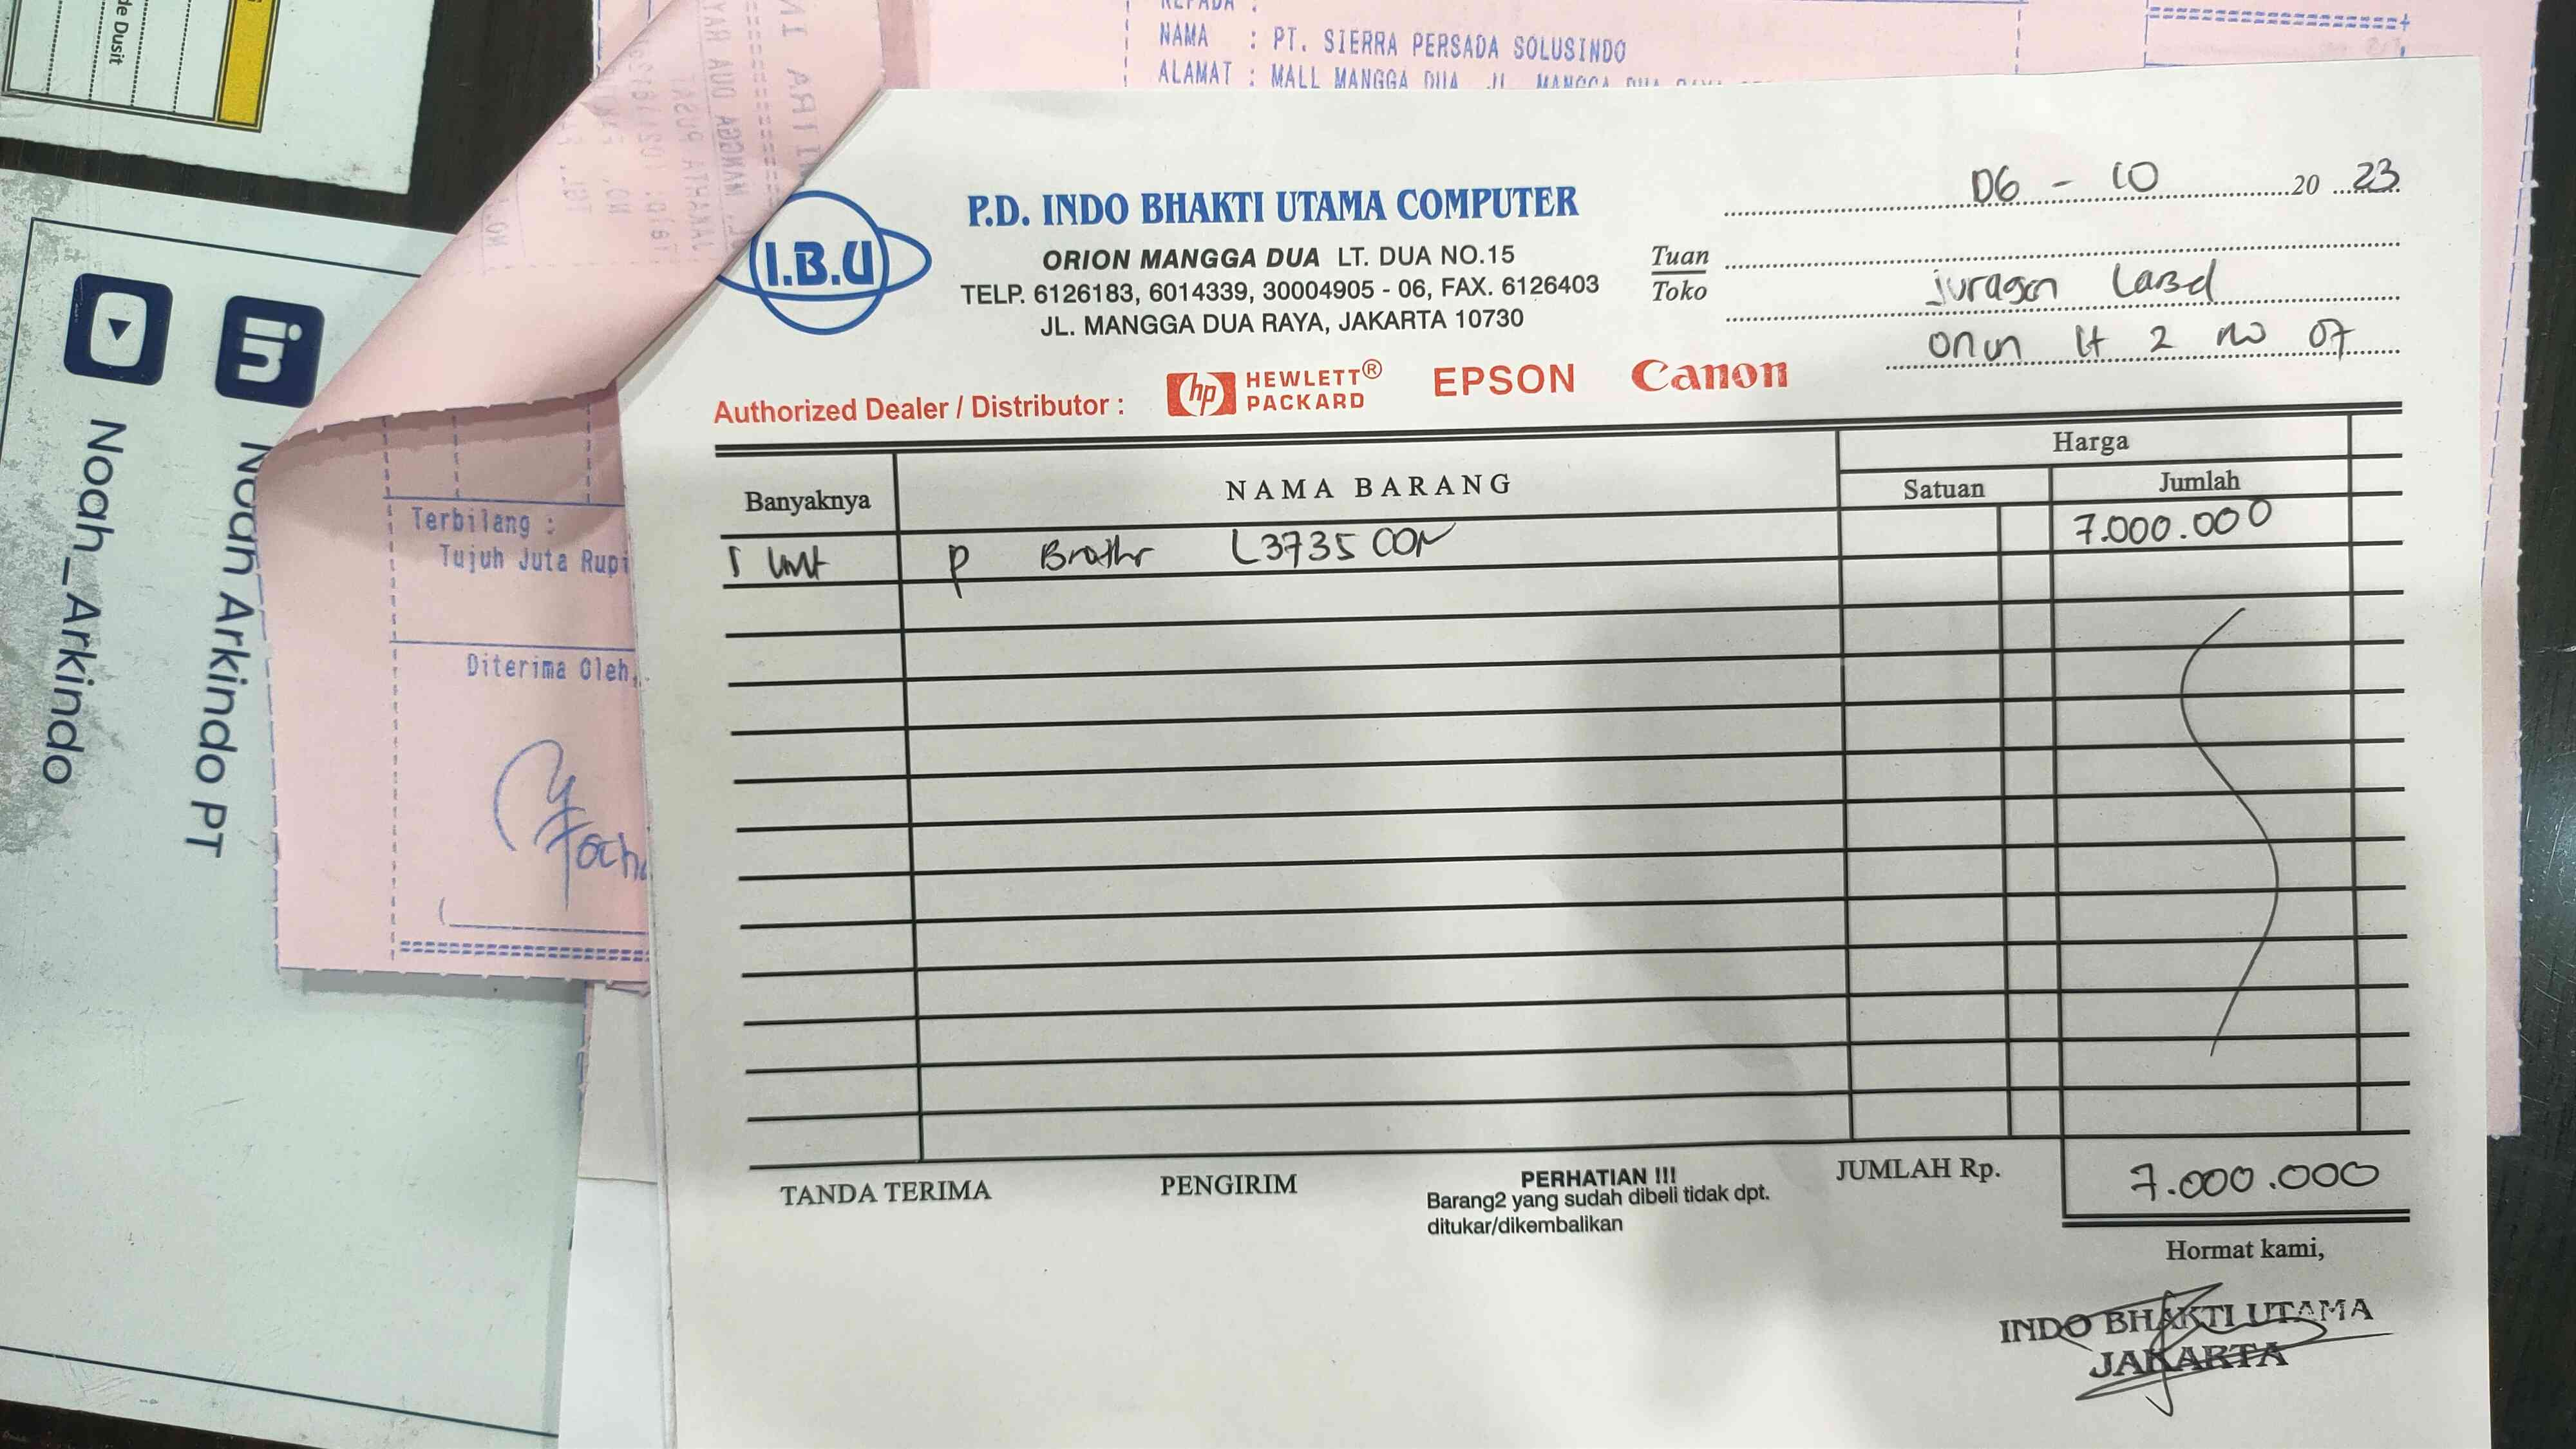 de Dusit
Noah Arkindo PT
Noah_Arkindo
NAMA : PT. SIERRA PERSADA SOLUSINDO
ALAMAT : MALL MANGGA DUA
Terbilang :
Tujuh Juta Rupi
Diterima Oleh,
I.B.U
P.D. INDO BHAKTI UTAMA COMPUTER
ORION MANGGA DUA LT. DUA NO.15
TELP. 6126183, 6014339, 30004905 - 06, FAX. 6126403
JL. MANGGA DUA RAYA, JAKARTA 10730
06 - 10 20 23
Tuan
Toko
juragan Label
Orion lt 2 no 07
Authorized Dealer / Distributor : hp HEWLETT® PACKARD EPSON Canon
Banyaknya NAMA BARANG Harga
Satuan Jumlah
1 Unit P Brother L3735 CDN 7.000.000
TANDA TERIMA PENGIRIM PERHATIAN !!! JUMLAH Rp. 7.000.000
Barang2 yang sudah dibeli tidak dpt.
ditukar/dikembalikan
Hormat kami,
INDO BHAKTI UTAMA
JAKARTA